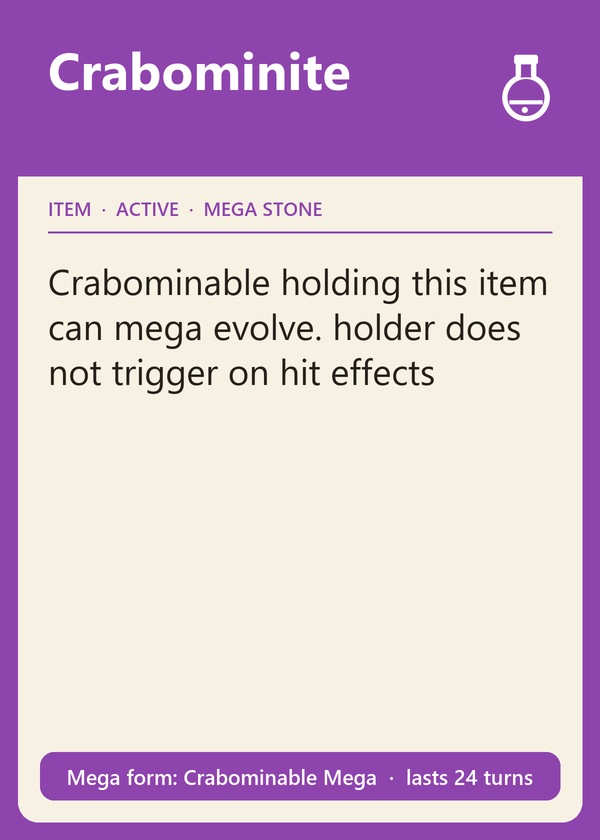 Crabominite
ITEM · ACTIVE · MEGA STONE
Crabominable holding this item
can mega evolve. holder does
not trigger on hit effects
Mega form: Crabominable Mega · lasts 24 turns